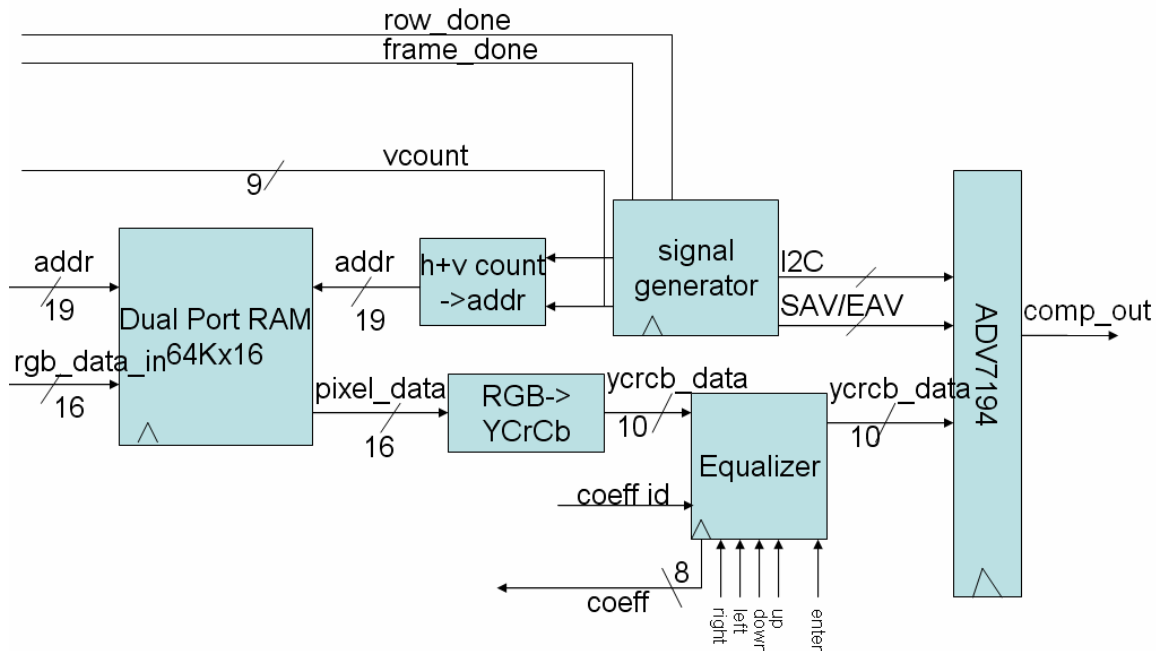 row_done
frame_done
vcount
9
addr
19
rgb_data_in
16
Dual Port RAM
64Kx16
addr
19
h+v count
->addr
signal
generator
I2C
SAV/EAV
ADV7194
comp_out
pixel_data
16
RGB->
YCrCb
ycrcb_data
10
Equalizer
ycrcb_data
10
coeff id
8
coeff
right
left
down
up
enter